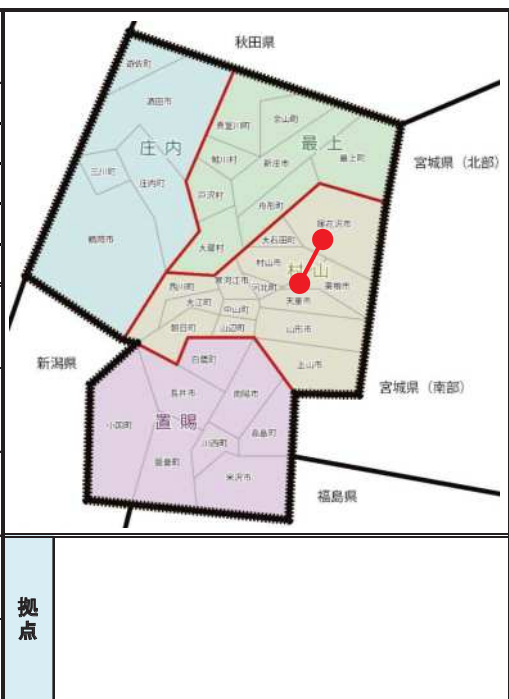 秋田県
遊佐町
酒田市
金山町
真室川町
庄内
最上
鮭川村
新庄市
最上町
宮城県（北部）
三川町
庄内町
戸沢村
舟形町
尾花沢市
鶴岡市
大石田町
大蔵村
村山市
村山
西川町
寒河江市
河北町
東根市
大江町
天童市
中山町
朝日町
山辺町
山形市
新潟県
白鷹町
上山市
宮城県（南部）
長井市
南陽市
小国町
置賜
高畠町
川西町
飯豊町
米沢市
福島県
拠点